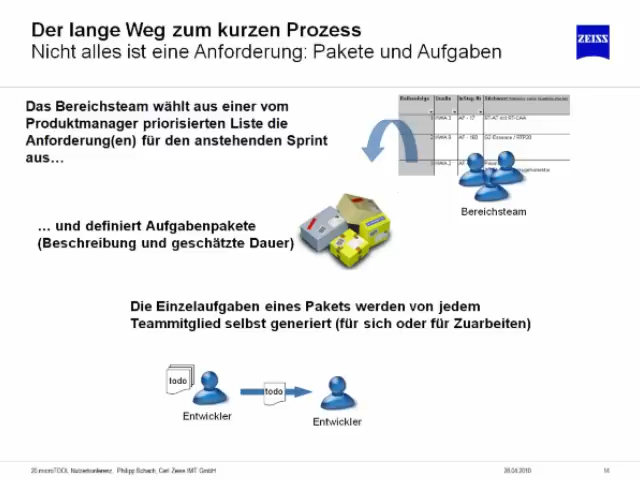 Der lange Weg zum kurzen Prozess
Nicht alles ist eine Anforderung: Pakete und Aufgaben
ZEISS
Das Bereichsteam wählt aus einer vom
Produktmanager priorisierten Liste die
Anforderung(en) für den anstehenden Sprint
aus…
Bereichsteam
… und definiert Aufgabenpakete
(Beschreibung und geschätzte Dauer)
Die Einzelaufgaben eines Pakets werden von jedem
Teammitglied selbst generiert (für sich oder für Zuarbeiten)
todo
todo
Entwickler
Entwickler
20.microTOOL Nutzerkonferenz, Philipp Schach, Carl Zeiss IMT GmbH
28.04.2010
14